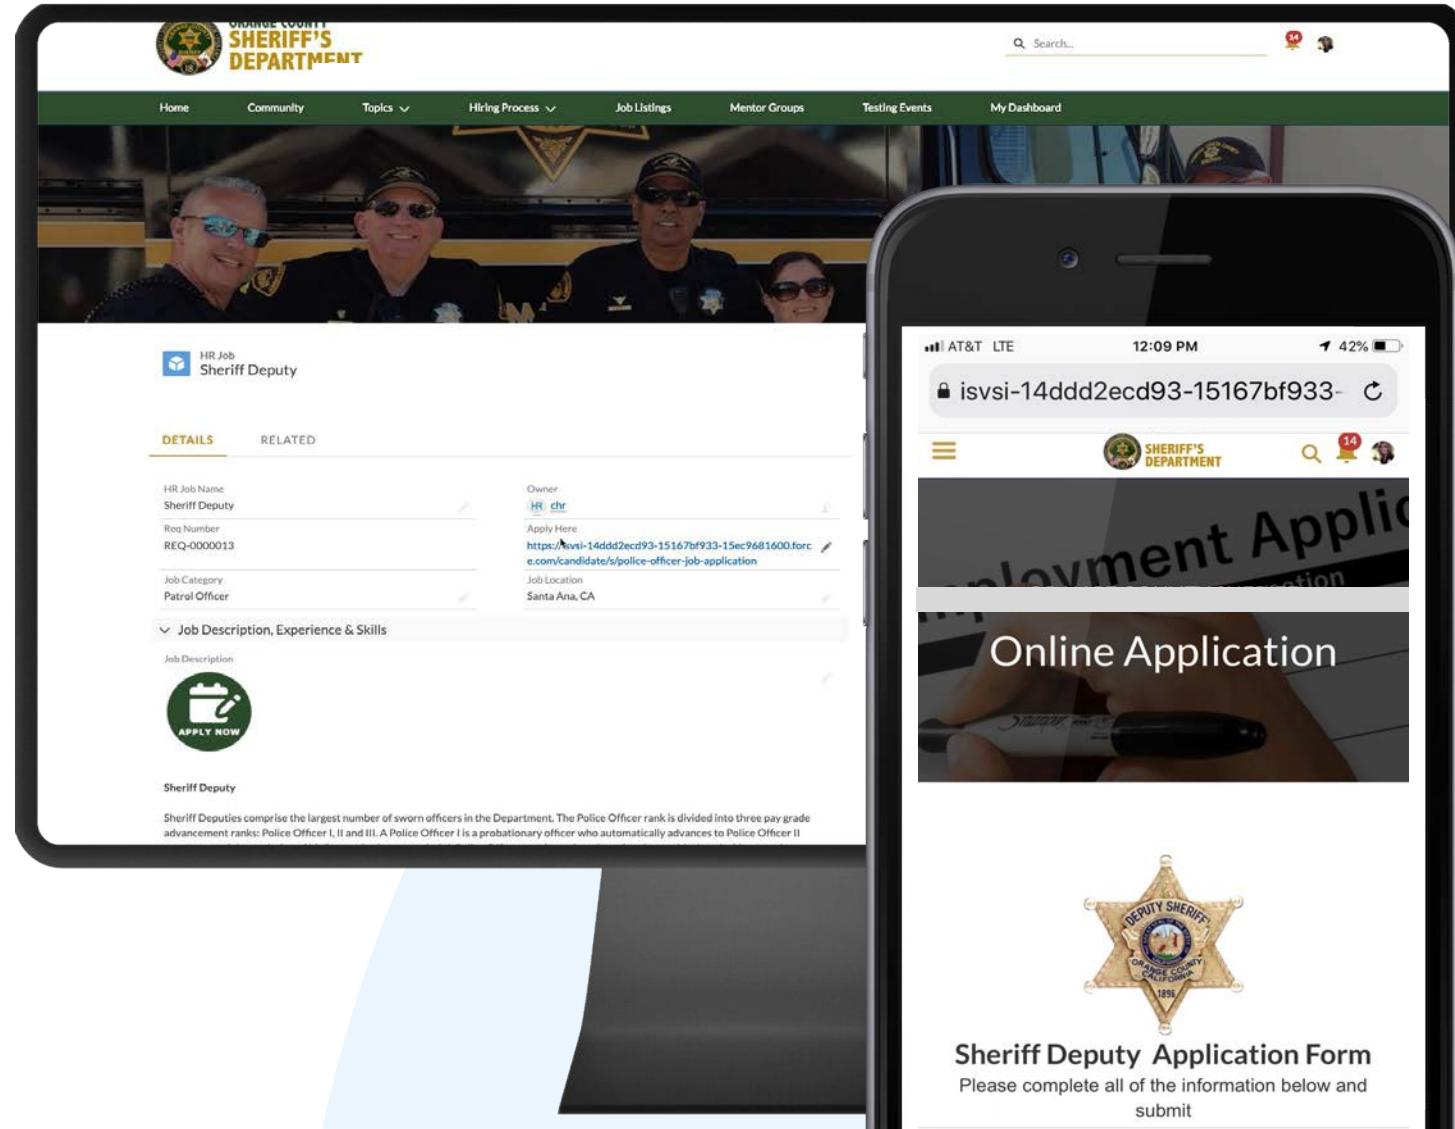 ORANGE COUNTY
SHERIFF'S
DEPARTMENT
Search...
14
Home Community Topics Hiring Process Job Listings Mentor Groups Testing Events My Dashboard
HR Job
Sheriff Deputy
DETAILS RELATED
HR Job Name
Sheriff Deputy
Owner
HR chr
Req Number
REQ-0000013
Apply Here
https://isvsi-14ddd2ecd93-15167bf933-15ec9681600.forc
e.com/candidate/s/police-officer-job-application
Job Category
Patrol Officer
Job Location
Santa Ana, CA
Job Description, Experience & Skills
Job Description
APPLY NOW
Sheriff Deputy
Sheriff Deputies comprise the largest number of sworn officers in the Department. The Police Officer rank is divided into three pay grade
advancement ranks: Police Officer I, II and III. A Police Officer I is a probationary officer who automatically advances to Police Officer II
AT&T LTE 12:09 PM 42%
isvsi-14ddd2ecd93-15167bf933-
SHERIFF'S
DEPARTMENT
14
mployment Applic
Online Application
Sharpie
DEPUTY SHERIFF
ORANGE COUNTY
CALIFORNIA
1896
Sheriff Deputy Application Form
Please complete all of the information below and
submit